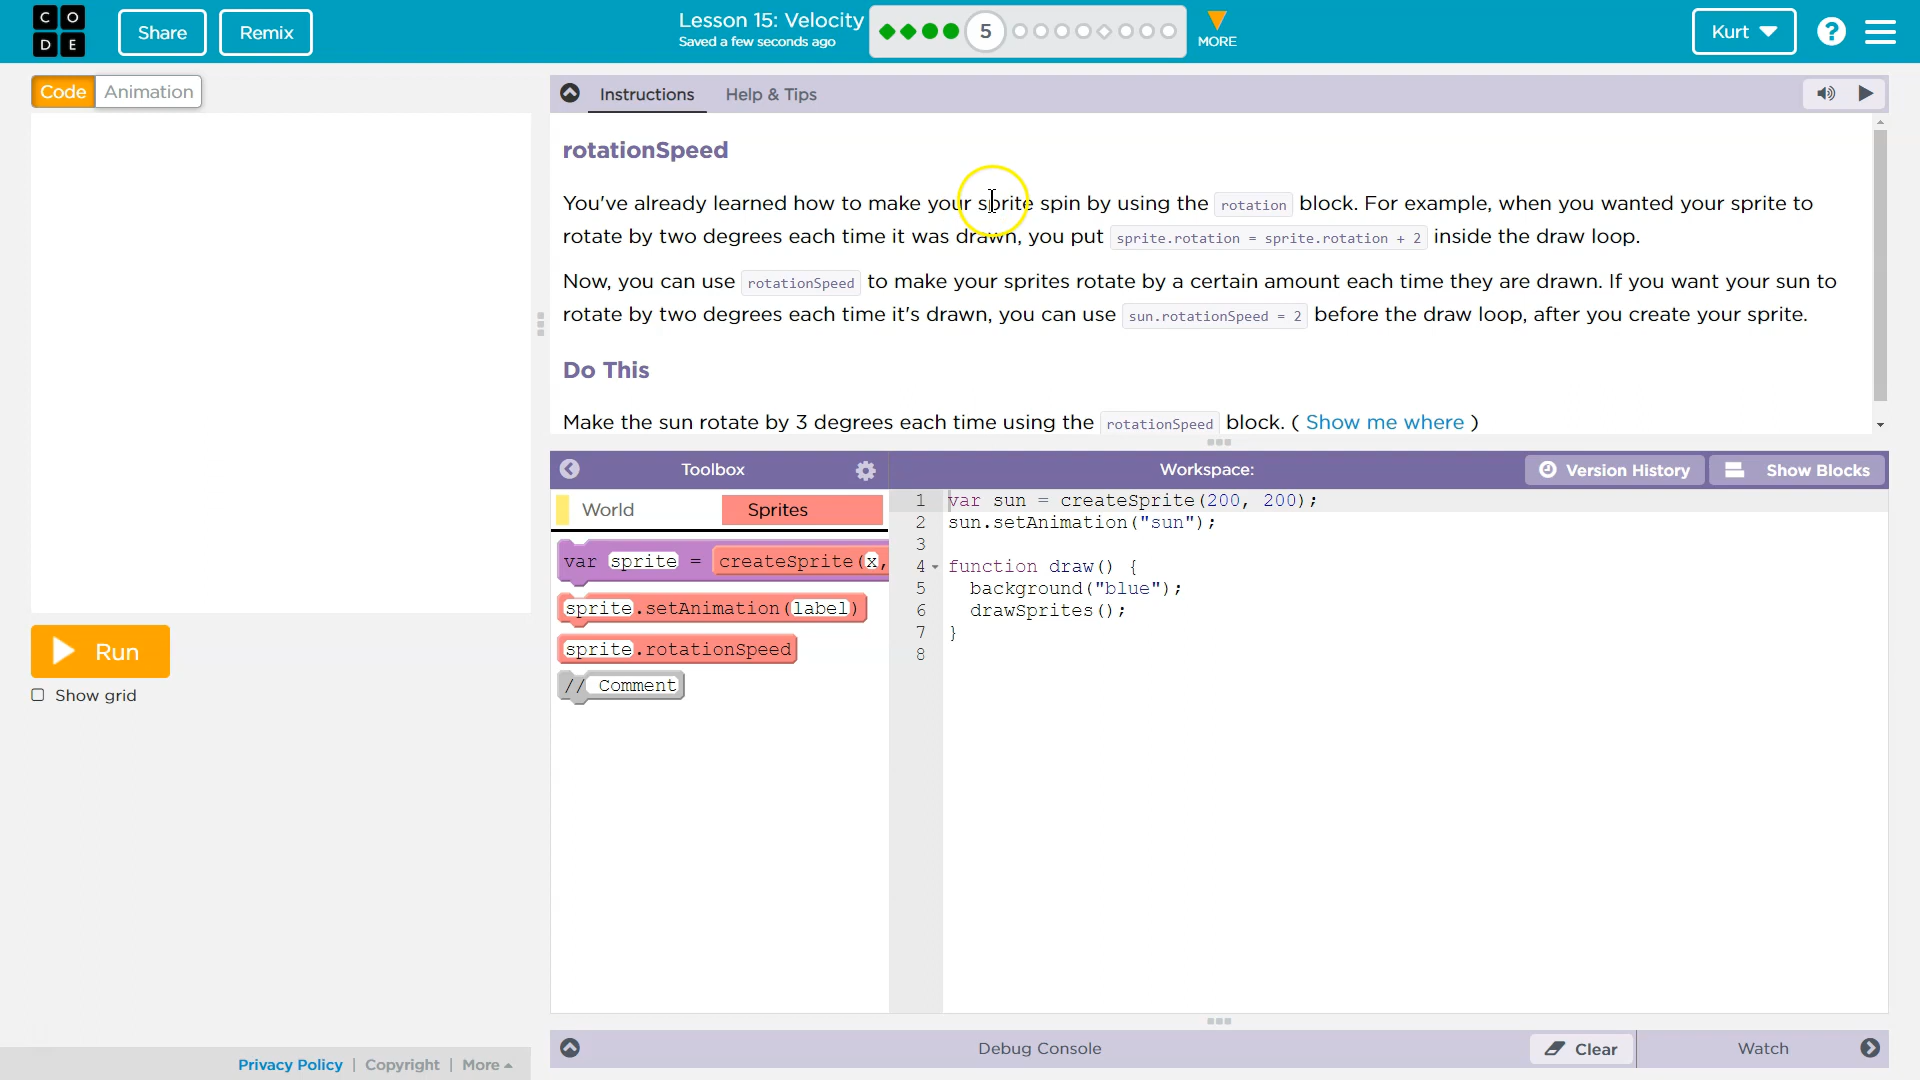 C O
D E
Share
Remix
Lesson 15: Velocity
Saved a few seconds ago
5
MORE
Kurt
?
Code
Animation
Instructions
Help & Tips
rotationSpeed
You've already learned how to make your sprite spin by using the rotation block. For example, when you wanted your sprite to
rotate by two degrees each time it was drawn, you put sprite.rotation = sprite.rotation + 2 inside the draw loop.
Now, you can use rotationSpeed to make your sprites rotate by a certain amount each time they are drawn. If you want your sun to
rotate by two degrees each time it's drawn, you can use sun.rotationSpeed = 2 before the draw loop, after you create your sprite.
Do This
Make the sun rotate by 3 degrees each time using the rotationSpeed block. ( Show me where )
Toolbox
Workspace:
Version History
Show Blocks
World
Sprites
var sprite = createSprite(x,
sprite.setAnimation(label)
sprite.rotationSpeed
// Comment
1 var sun = createSprite(200, 200);
2 sun.setAnimation("sun");
3
4 function draw() {
5 background("blue");
6 drawSprites();
7 }
8
Run
Show grid
Debug Console
Clear
Watch
Privacy Policy | Copyright | More